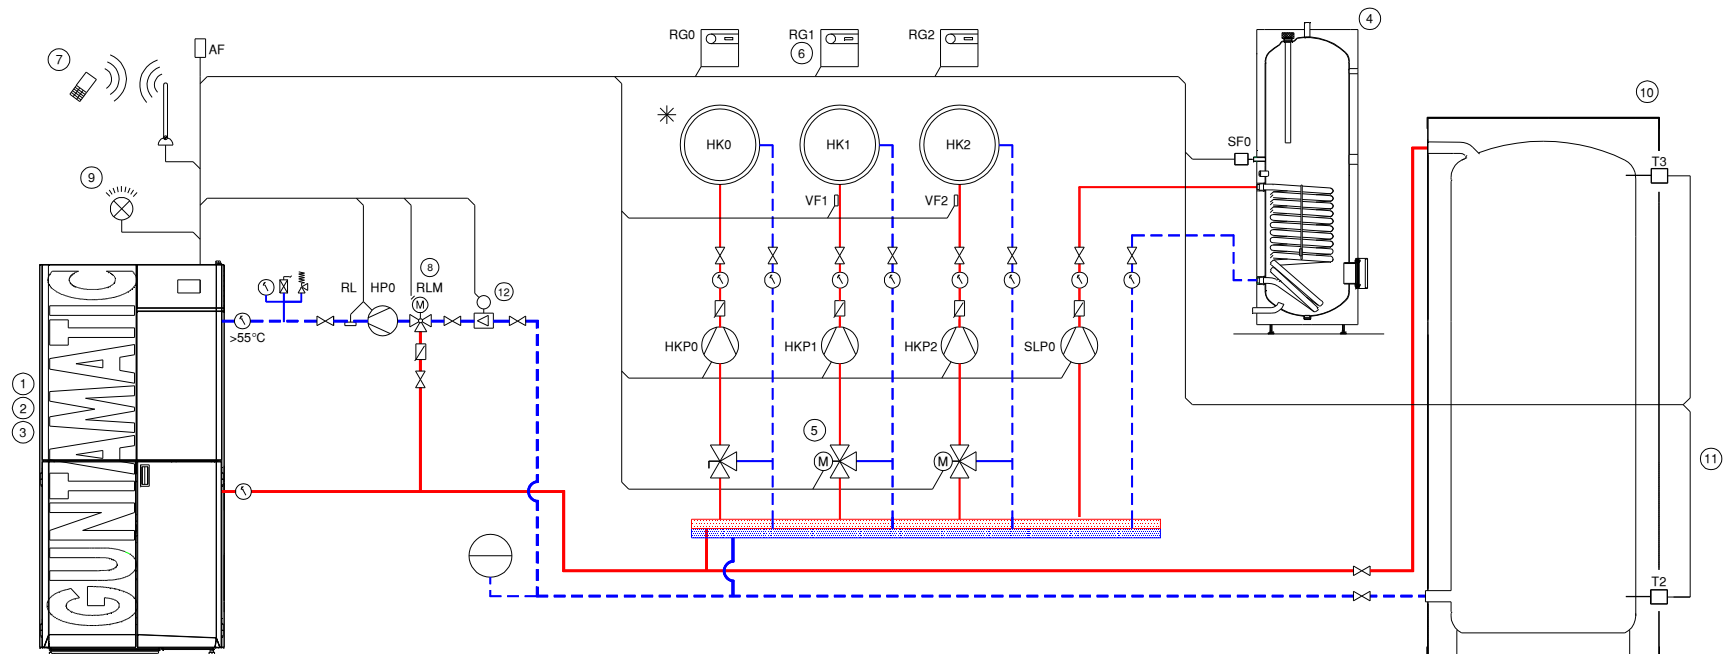 RG0
RG1
RG2
4
7
AF
6
10
HK0
HK1
HK2
SF0
T3
9
VF1
VF2
8
RL
HP0
RLM
M
12
>55°C
HKP0
HKP1
HKP2
SLP0
1
2
3
5
M
M
11
T2
GUNTAMATIC